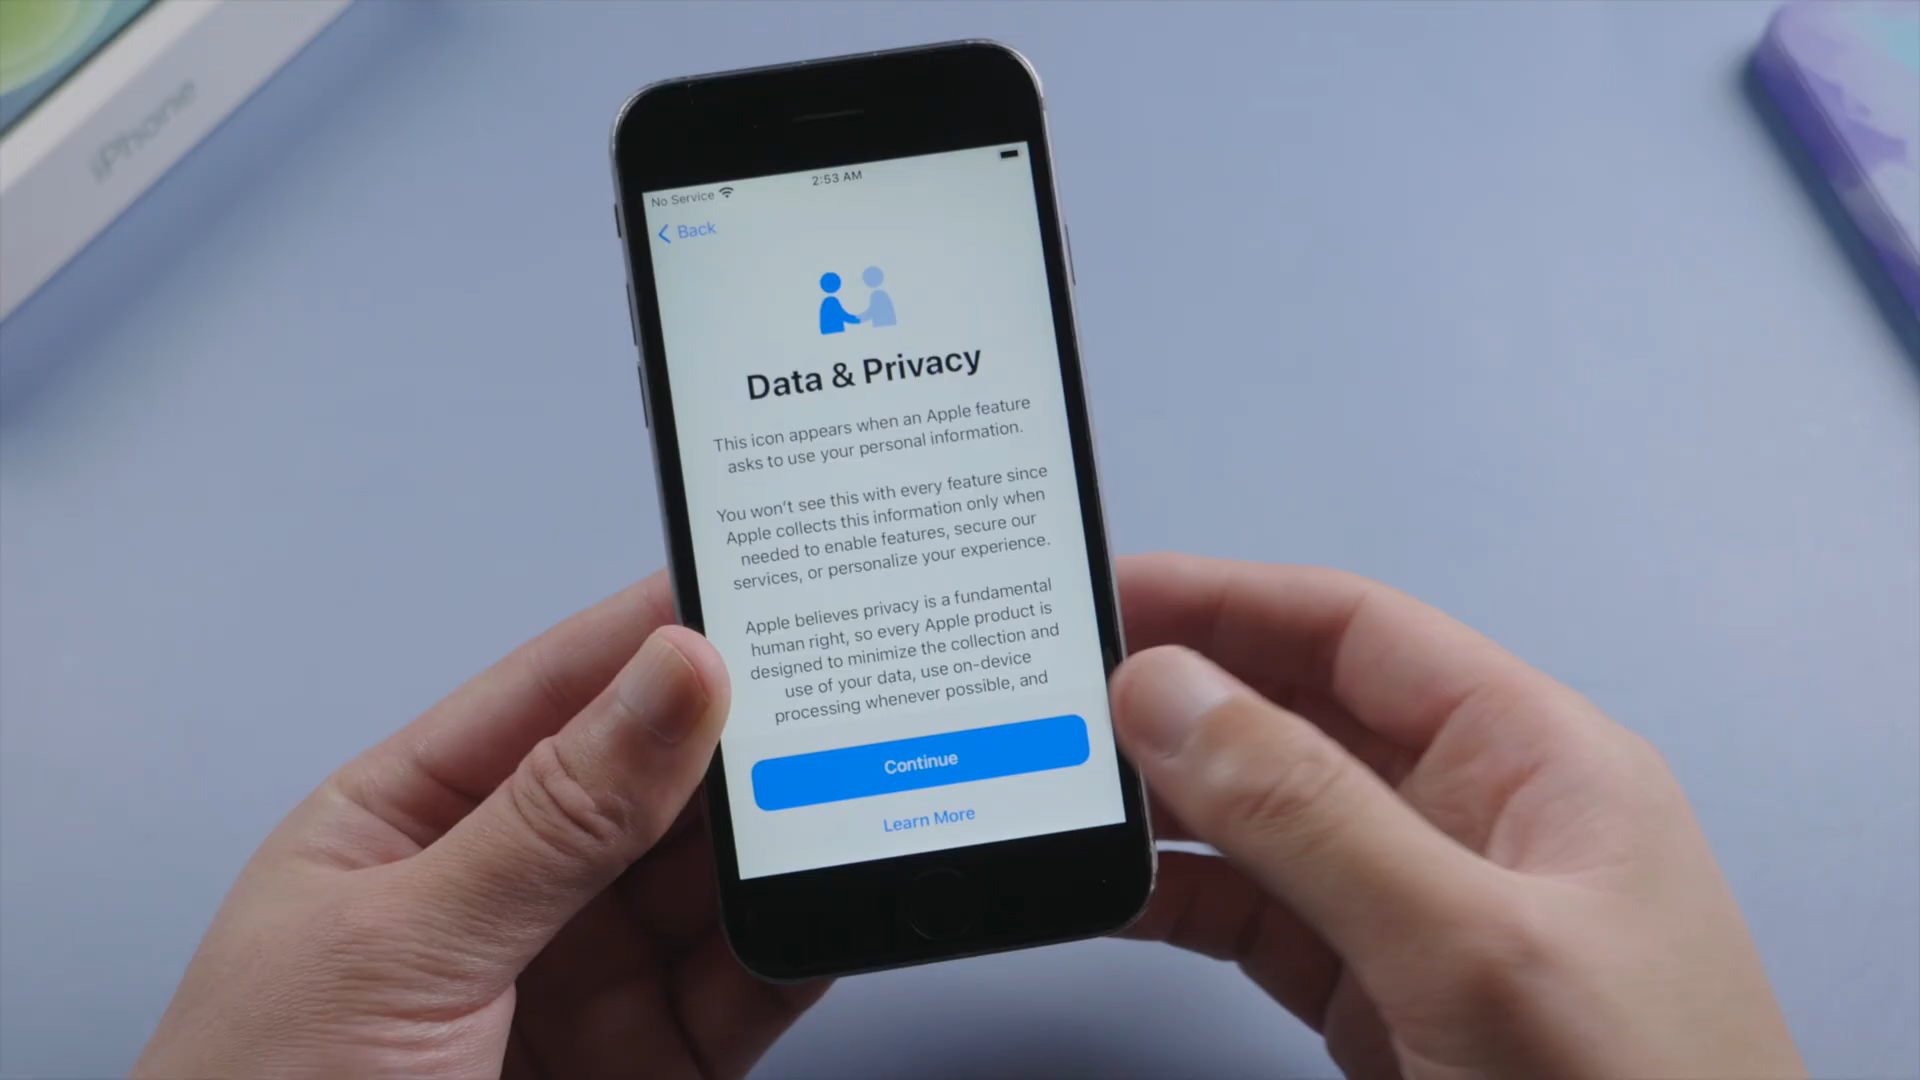 iPhone
No Service
2:53 AM
Back
Data & Privacy
This icon appears when an Apple feature
asks to use your personal information.
You won't see this with every feature since
Apple collects this information only when
needed to enable features, secure our
services, or personalize your experience.
Apple believes privacy is a fundamental
human right, so every Apple product is
designed to minimize the collection and
use of your data, use on-device
processing whenever possible, and
Continue
Learn More